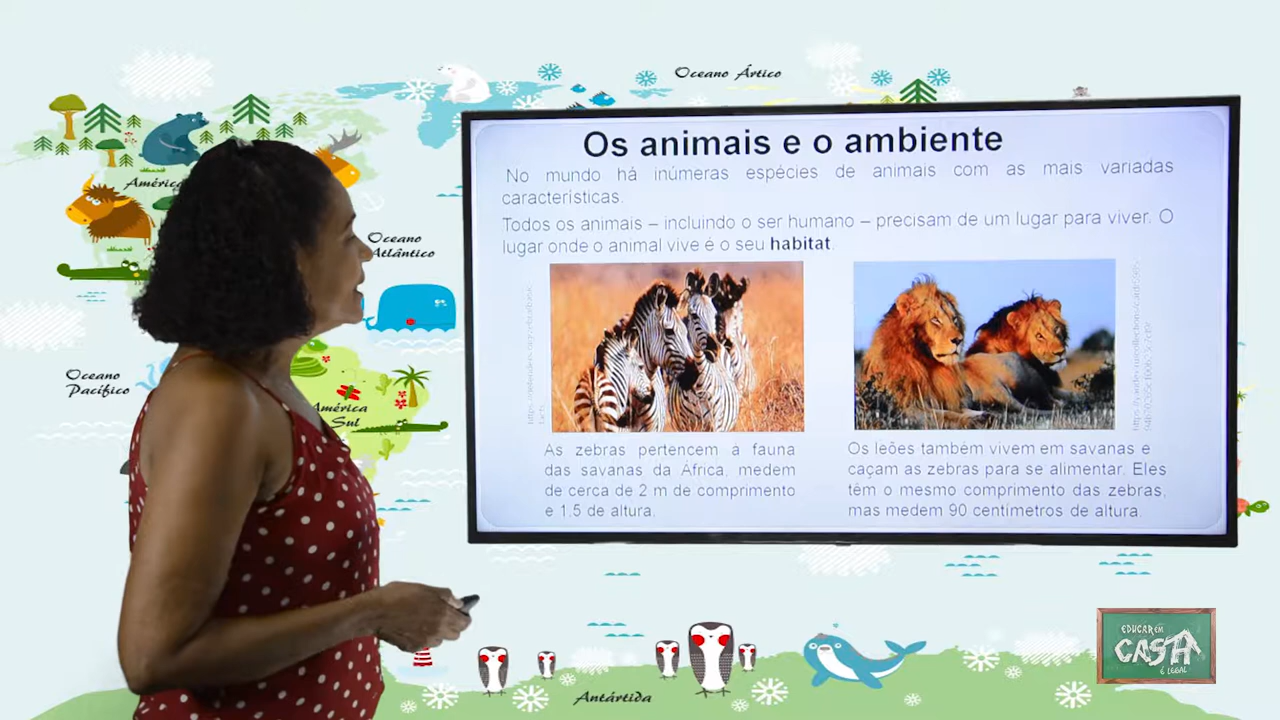 Oceano Ártico
América
Oceano
Atlântico
Oceano
Pacífico
América
Sul
Antártida
Os animais e o ambiente
No mundo há inúmeras espécies de animais com as mais variadas
características.
Todos os animais – incluindo o ser humano – precisam de um lugar para viver. O
lugar onde o animal vive é o seu habitat.
As zebras pertencem à fauna
das savanas da África, medem
de cerca de 2 m de comprimento
e 1.5 de altura.
Os leões também vivem em savanas e
caçam as zebras para se alimentar. Eles
têm o mesmo comprimento das zebras,
mas medem 90 centímetros de altura.
EDUCAR EM
CASA
É LEGAL